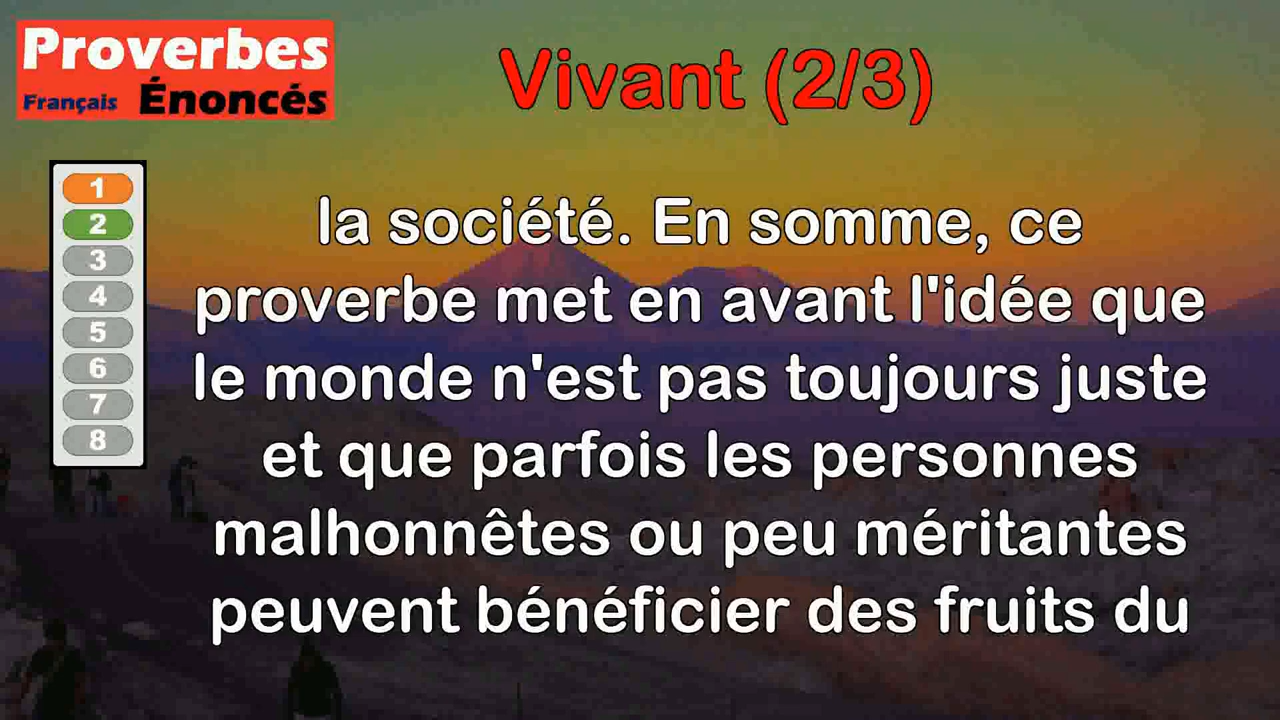 Proverbes
Français Énoncés
Vivant (2/3)
1
2
3
4
5
6
7
8
la société. En somme, ce
proverbe met en avant l'idée que
le monde n'est pas toujours juste
et que parfois les personnes
malhonnêtes ou peu méritantes
peuvent bénéficier des fruits du